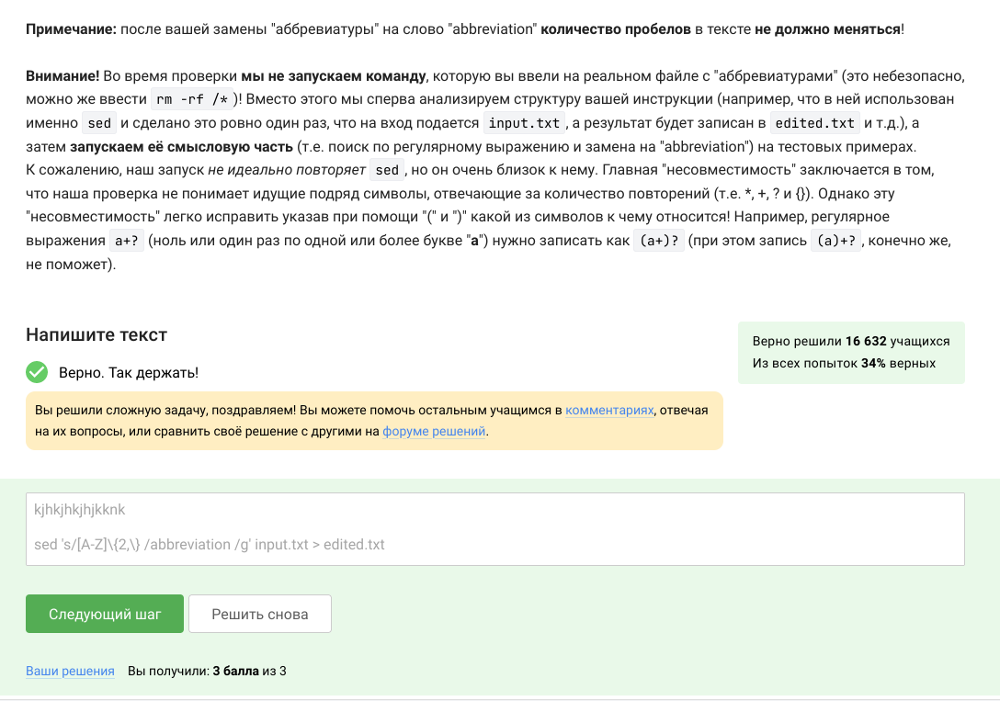 Примечание: после вашей замены "аббревиатуры" на слово "abbreviation" количество пробелов в тексте не должно меняться!
Внимание! Во время проверки мы не запускаем команду, которую вы ввели на реальном файле с "аббревиатурами" (это небезопасно,
можно же ввести rm -rf /* )! Вместо этого мы сперва анализируем структуру вашей инструкции (например, что в ней использован
именно sed и сделано это ровно один раз, что на вход подается input.txt , а результат будет записан в edited.txt и т.д.), а
затем запускаем её смысловую часть (т.е. поиск по регулярному выражению и замена на "abbreviation") на тестовых примерах.
К сожалению, наш запуск не идеально повторяет sed , но он очень близок к нему. Главная "несовместимость" заключается в том,
что наша проверка не понимает идущие подряд символы, отвечающие за количество повторений (т.е. *, +, ? и {}). Однако эту
"несовместимость" легко исправить указав при помощи "(" и ")" какой из символов к чему относится! Например, регулярное
выражения a+? (ноль или один раз по одной или более букве "a") нужно записать как (a+)? (при этом запись (a)+? , конечно же,
не поможет).
Напишите текст
Верно решили 16 632 учащихся
Из всех попыток 34% верных
Верно. Так держать!
Вы решили сложную задачу, поздравляем! Вы можете помочь остальным учащимся в комментариях, отвечая
на их вопросы, или сравнить своё решение с другими на форуме решений.
kjhkjhkjhjkknk
sed 's/[A-Z]\{2,\} /abbreviation /g' input.txt > edited.txt
Следующий шаг
Решить снова
Ваши решения Вы получили: 3 балла из 3